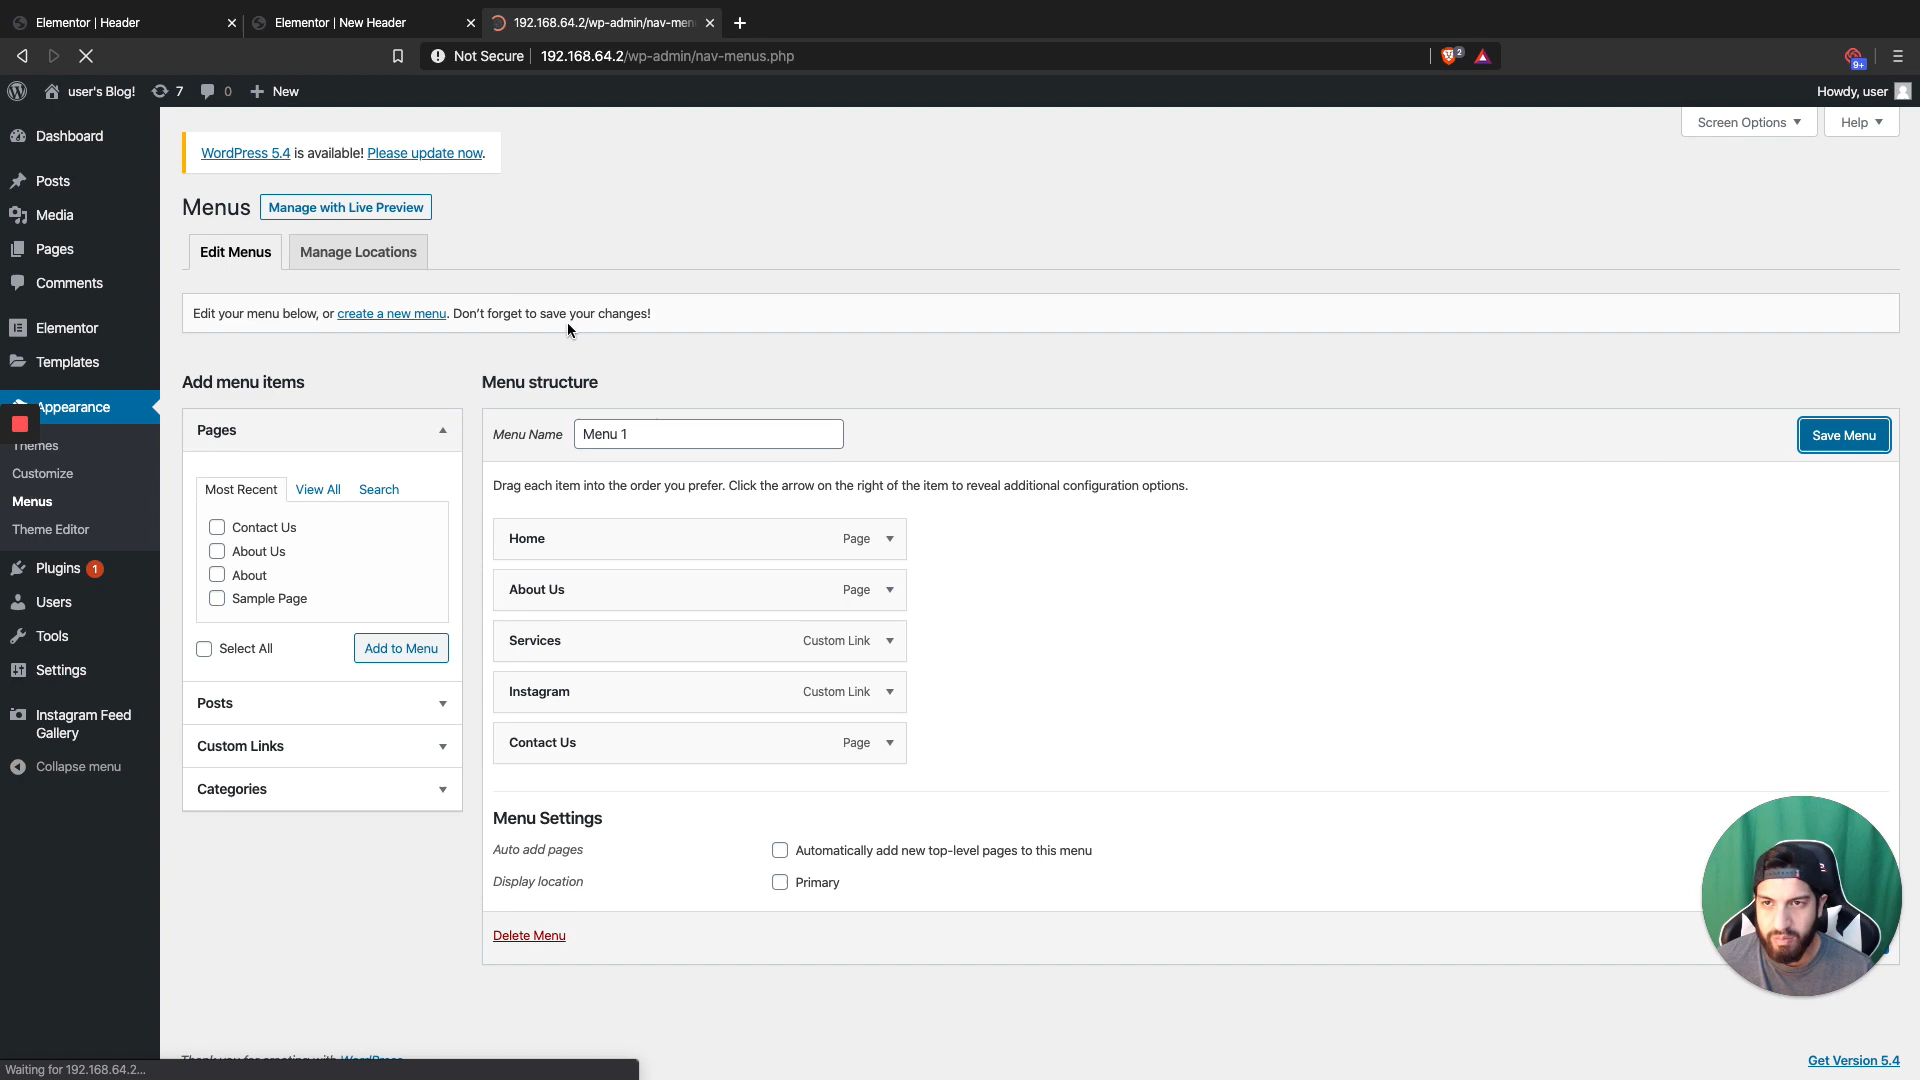 Elementor | Header
Elementor | New Header
192.168.64.2/wp-admin/nav-men
Not Secure
192.168.64.2/wp-admin/nav-menus.php
2
9+
user's Blog!
7
0
New
Howdy, user
Screen Options
Help
Dashboard
Posts
Media
Pages
Comments
Elementor
Templates
Appearance
Themes
Customize
Menus
Theme Editor
Plugins 1
Users
Tools
Settings
Instagram Feed
Gallery
Collapse menu
WordPress 5.4 is available! Please update now.
Menus
Manage with Live Preview
Edit Menus
Manage Locations
Edit your menu below, or create a new menu. Don't forget to save your changes!
Add menu items
Pages
Most Recent
View All
Search
Contact Us
About Us
About
Sample Page
Select All
Add to Menu
Posts
Custom Links
Categories
Menu structure
Menu Name
Menu 1
Save Menu
Drag each item into the order you prefer. Click the arrow on the right of the item to reveal additional configuration options.
Home Page
About Us Page
Services Custom Link
Instagram Custom Link
Contact Us Page
Menu Settings
Auto add pages
Automatically add new top-level pages to this menu
Display location
Primary
Delete Menu
Thank you for creating with WordPress
Get Version 5.4
Waiting for 192.168.64.2...